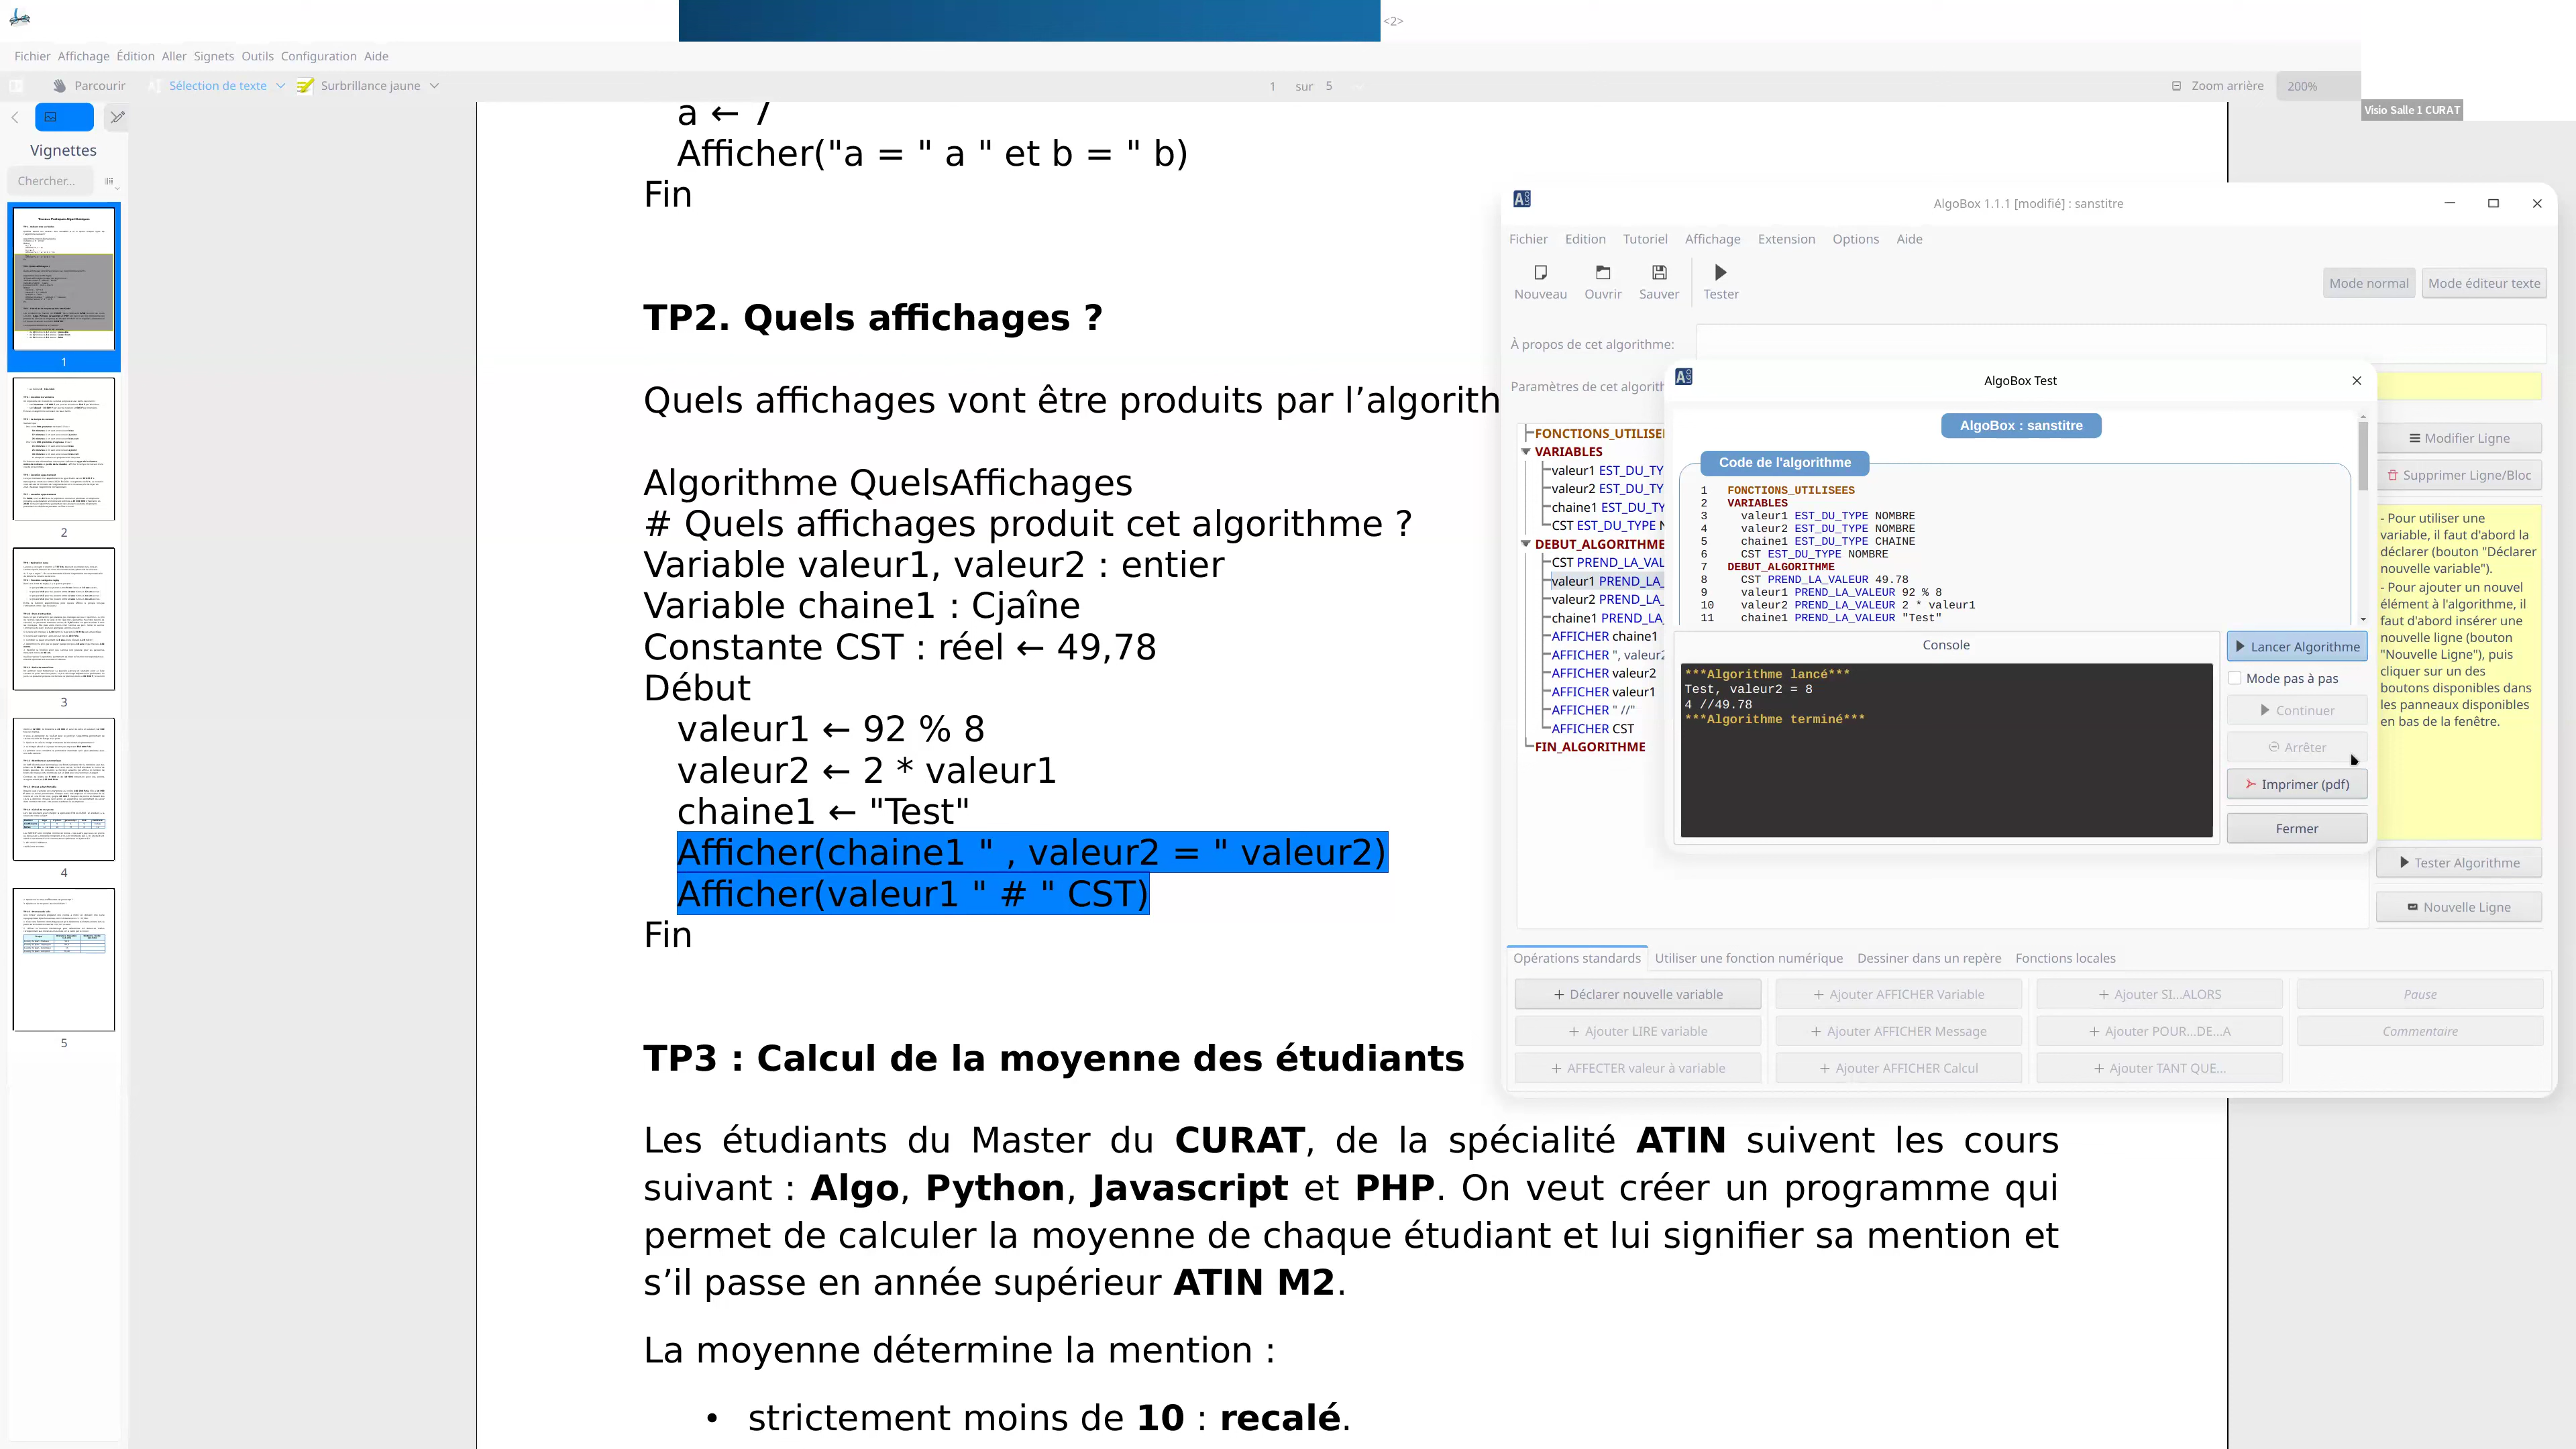 <2>
Fichier Affichage Édition Aller Signets Outils Configuration Aide
Parcourir Sélection de texte Surbrillance jaune 1 sur 5 Zoom arrière 200%
Visio Salle 1 CURAT
Vignettes
Chercher...
1
2
3
4
5
a ← 7
Afficher("a = " a " et b = " b)
Fin
TP2. Quels affichages ?
Quels affichages vont être produits par l’algorith
Algorithme QuelsAffichages
# Quels affichages produit cet algorithme ?
Variable valeur1, valeur2 : entier
Variable chaine1 : Cjaîne
Constante CST : réel ← 49,78
Début
valeur1 ← 92 % 8
valeur2 ← 2 * valeur1
chaine1 ← "Test"
Afficher(chaine1 " , valeur2 = " valeur2)
Afficher(valeur1 " # " CST)
Fin
TP3 : Calcul de la moyenne des étudiants
Les étudiants du Master du CURAT, de la spécialité ATIN suivent les cours
suivant : Algo, Python, Javascript et PHP. On veut créer un programme qui
permet de calculer la moyenne de chaque étudiant et lui signifier sa mention et
s’il passe en année supérieur ATIN M2.
La moyenne détermine la mention :
• strictement moins de 10 : recalé.
AlgoBox 1.1.1 [modifié] : sanstitre
Fichier Edition Tutoriel Affichage Extension Options Aide
Nouveau Ouvrir Sauver Tester
Mode normal Mode éditeur texte
À propos de cet algorithme:
Paramètres de cet algorith
FONCTIONS_UTILISE
VARIABLES
valeur1 EST_DU_TY
valeur2 EST_DU_TY
chaine1 EST_DU_TY
CST EST_DU_TYPE N
DEBUT_ALGORITHME
CST PREND_LA_VAL
valeur1 PREND_LA_
valeur2 PREND_LA_
chaine1 PREND_LA_
AFFICHER chaine1
AFFICHER ", valeur2
AFFICHER valeur2
AFFICHER valeur1
AFFICHER " //"
AFFICHER CST
FIN_ALGORITHME
AlgoBox Test
AlgoBox : sanstitre
Code de l'algorithme
1 FONCTIONS_UTILISEES
2 VARIABLES
3 valeur1 EST_DU_TYPE NOMBRE
4 valeur2 EST_DU_TYPE NOMBRE
5 chaine1 EST_DU_TYPE CHAINE
6 CST EST_DU_TYPE NOMBRE
7 DEBUT_ALGORITHME
8 CST PREND_LA_VALEUR 49.78
9 valeur1 PREND_LA_VALEUR 92 % 8
10 valeur2 PREND_LA_VALEUR 2 * valeur1
11 chaine1 PREND_LA_VALEUR "Test"
Console
***Algorithme lancé***
Test, valeur2 = 8
4 //49.78
***Algorithme terminé***
Lancer Algorithme
Mode pas à pas
Continuer
Arrêter
Imprimer (pdf)
Fermer
Modifier Ligne
Supprimer Ligne/Bloc
- Pour utiliser une
variable, il faut d'abord la
déclarer (bouton "Déclarer
nouvelle variable").
- Pour ajouter un nouvel
élément à l'algorithme, il
faut d'abord insérer une
nouvelle ligne (bouton
"Nouvelle Ligne"), puis
cliquer sur un des
boutons disponibles dans
les panneaux disponibles
en bas de la fenêtre.
Tester Algorithme
Nouvelle Ligne
Opérations standards Utiliser une fonction numérique Dessiner dans un repère Fonctions locales
Déclarer nouvelle variable Ajouter AFFICHER Variable Ajouter SI...ALORS Pause
Ajouter LIRE variable Ajouter AFFICHER Message Ajouter POUR...DE...A Commentaire
AFFECTER valeur à variable Ajouter AFFICHER Calcul Ajouter TANT QUE...